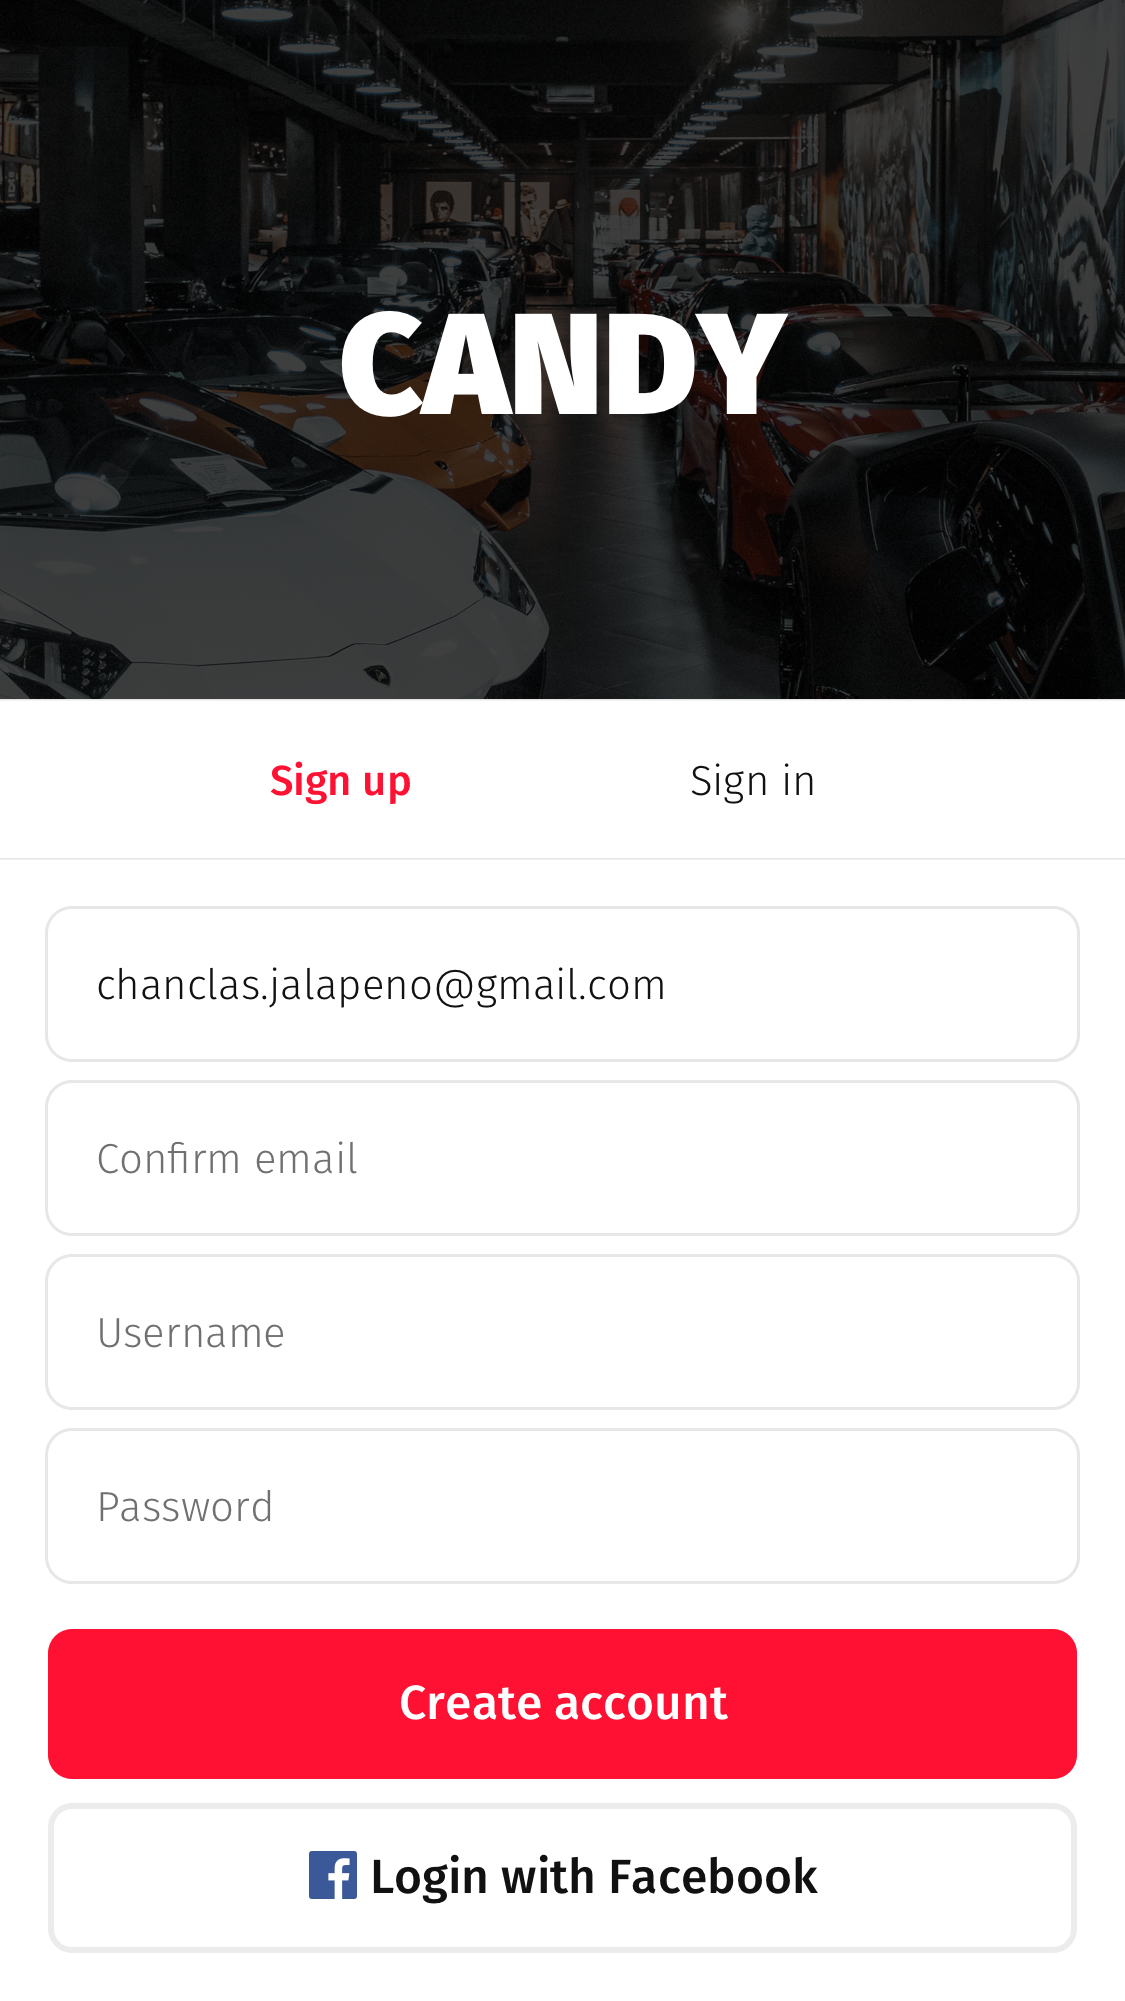 CANDY
Sign up
Sign in
chanclas.jalapeno@gmail.com
Confirm email
Username
Password
Create account
Login with Facebook